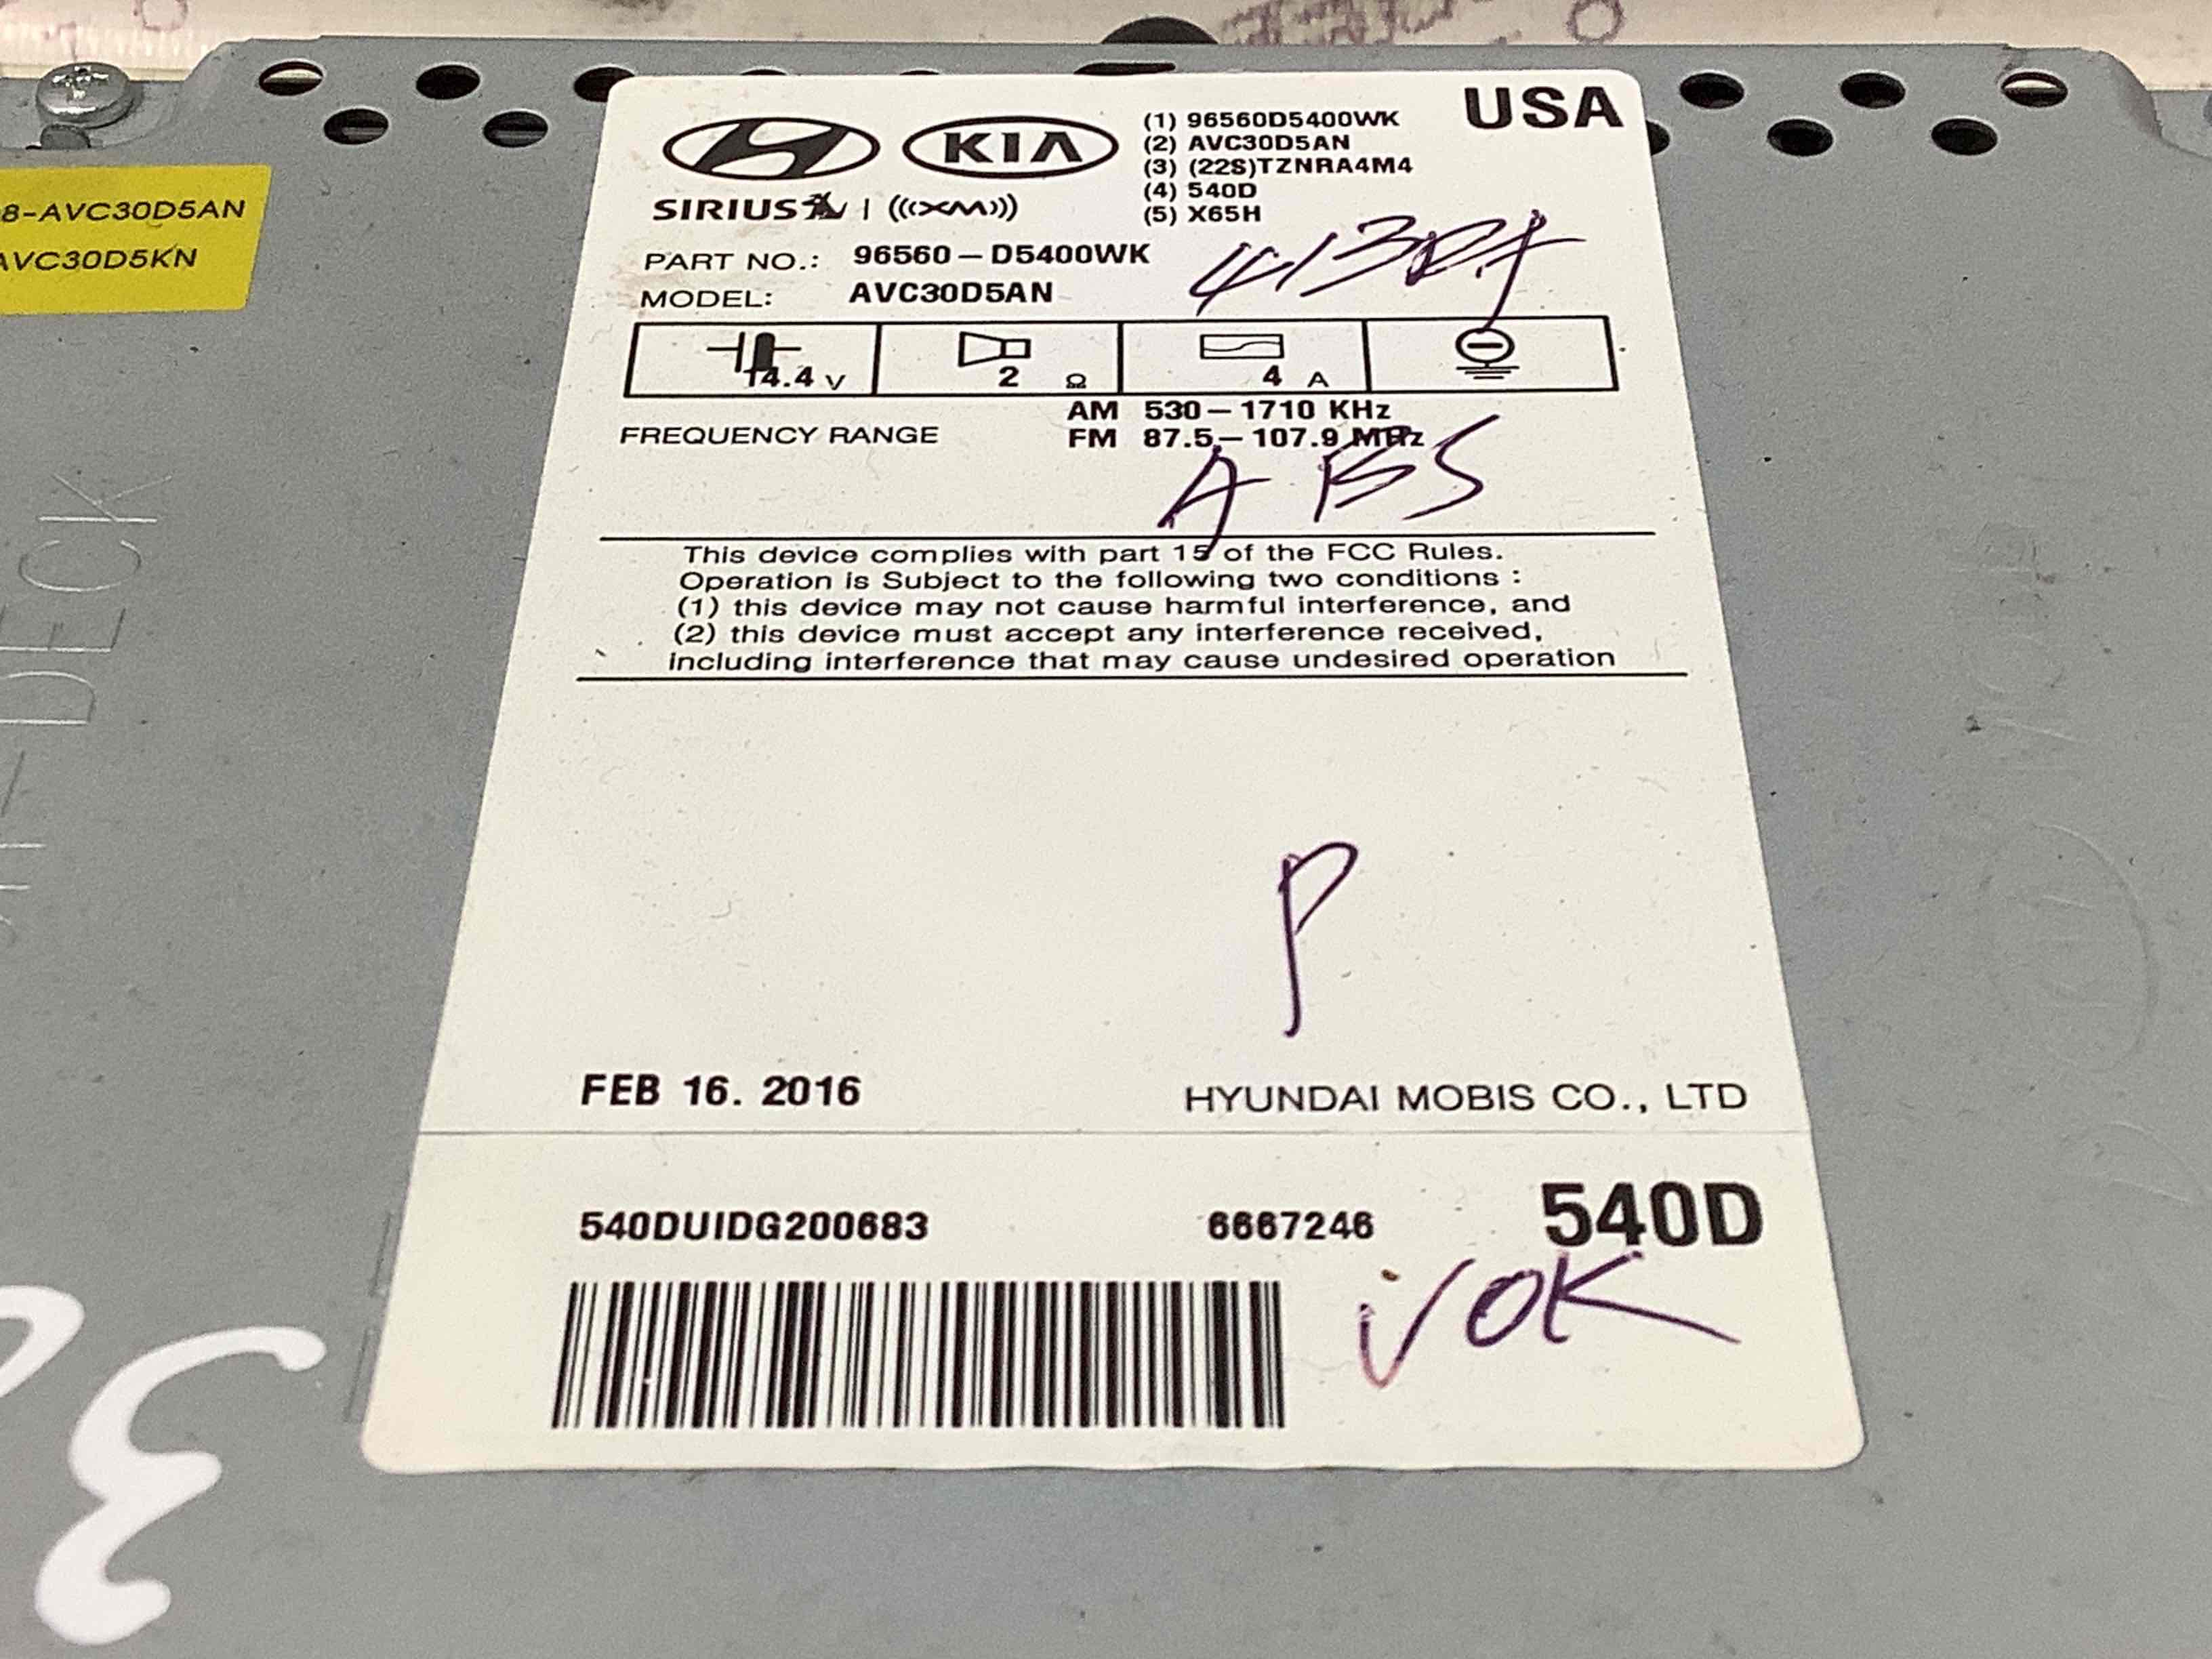 USA
KIA
SIRIUS | (((XM)))
(1) 96560D5400WK
(2) AVC30D5AN
(3) (22S)TZNRA4M4
(4) 540D
(5) X65H
8-AVC30D5AN
AVC30D5KN
PART NO.: 96560-D5400WK
MODEL: AVC30D5AN
14.4 V 2 Ω 4 A
FREQUENCY RANGE
AM 530-1710 KHz
FM 87.5-107.9 MHz
ABS
This device complies with part 15 of the FCC Rules.
Operation is Subject to the following two conditions :
(1) this device may not cause harmful interference, and
(2) this device must accept any interference received,
including interference that may cause undesired operation
DECK
P
FEB 16. 2016 HYUNDAI MOBIS CO., LTD
540DUIDG200683 6667246 540D
√OK
3